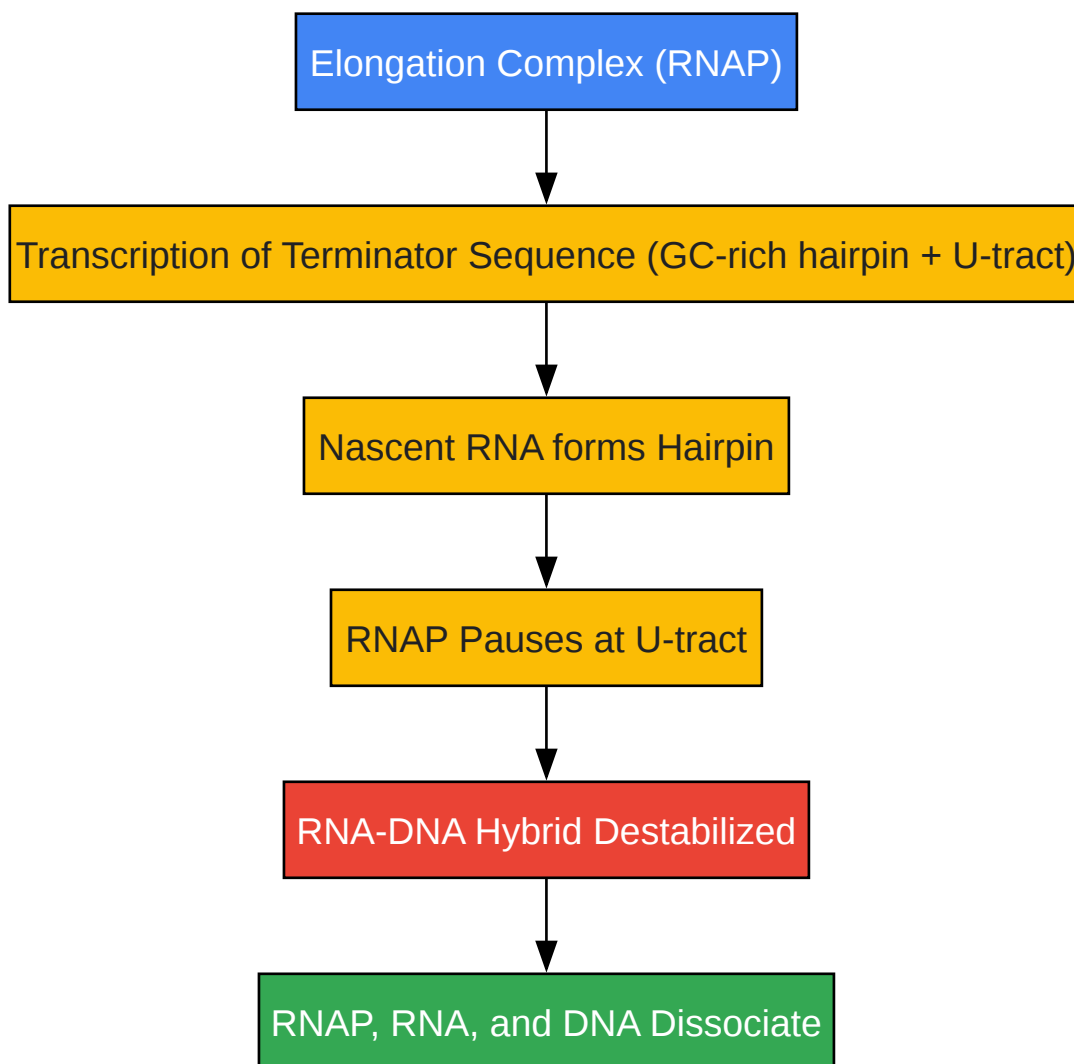 Elongation Complex (RNAP)
Transcription of Terminator Sequence (GC-rich hairpin + U-tract)
Nascent RNA forms Hairpin
RNAP Pauses at U-tract
RNA-DNA Hybrid Destabilized
RNAP, RNA, and DNA Dissociate